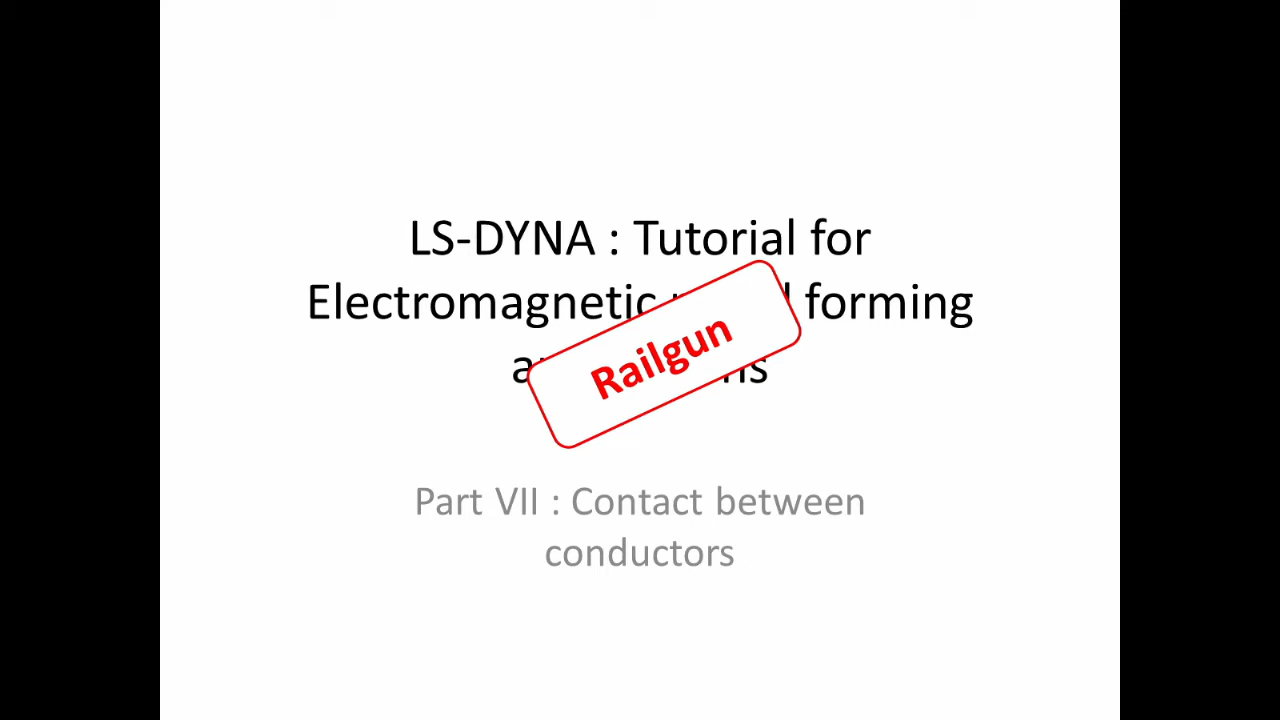 LS-DYNA : Tutorial for
Electromagnetic forming
Railgun
Part VII : Contact between
conductors